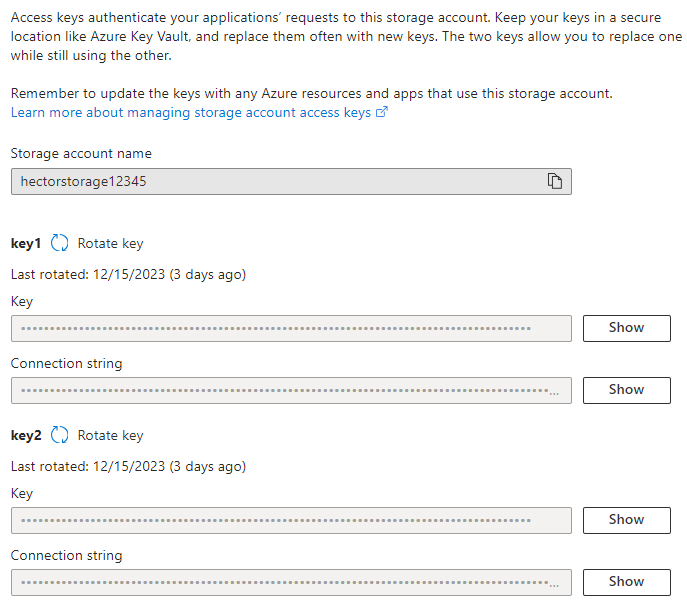 Access keys authenticate your applications' requests to this storage account. Keep your keys in a secure
location like Azure Key Vault, and replace them often with new keys. The two keys allow you to replace one
while still using the other.
Remember to update the keys with any Azure resources and apps that use this storage account.
Learn more about managing storage account access keys
Storage account name
hectorstorage12345
key1 Rotate key
Last rotated: 12/15/2023 (3 days ago)
Key
Show
Connection string
... Show
key2 Rotate key
Last rotated: 12/15/2023 (3 days ago)
Key
Show
Connection string
... Show